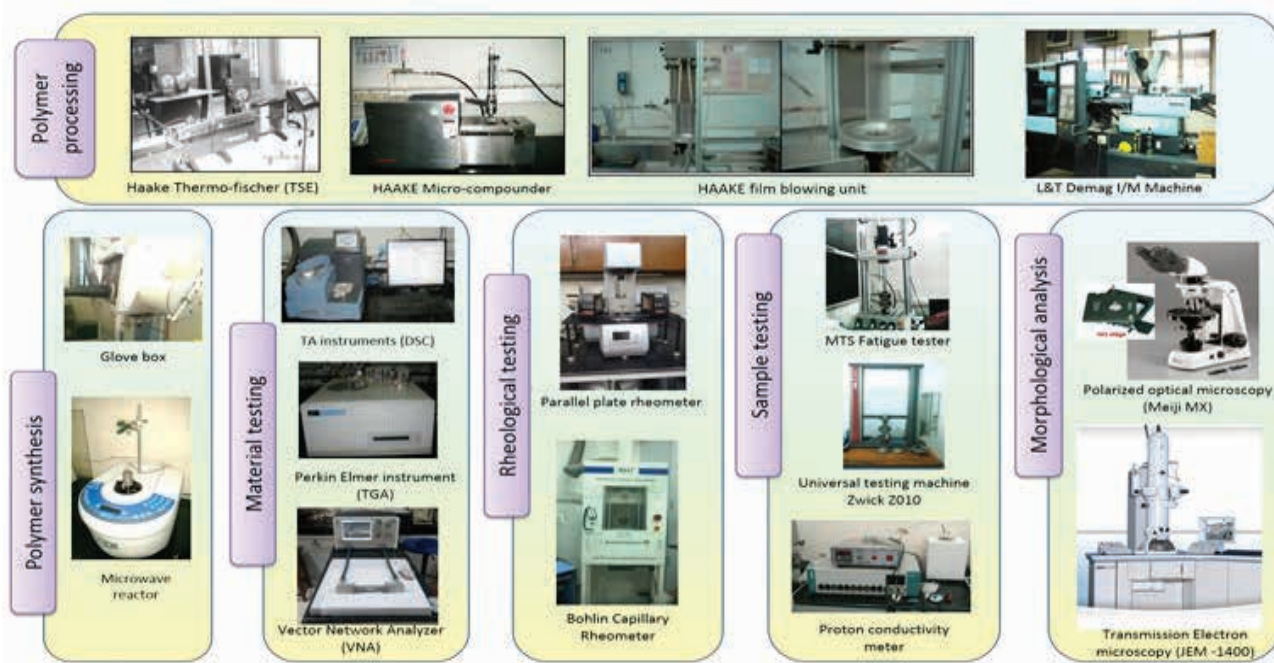 Polymer
processing
Haake Thermo-fischer (TSE)
HAAKE Micro-compounder
HAAKE film blowing unit
L&T Demag I/M Machine
Polymer synthesis
Glove box
Microwave
reactor
Material testing
TA instruments (DSC)
Perkin Elmer instrument
(TGA)
Vector Network Analyzer
(VNA)
Rheological testing
Parallel plate rheometer
Bohlin Capillary
Rheometer
Sample testing
MTS Fatigue tester
Universal testing machine
Zwick Z010
Proton conductivity
meter
Morphological analysis
Polarized optical microscopy
(Meiji MX)
Transmission Electron
microscopy (JEM -1400)